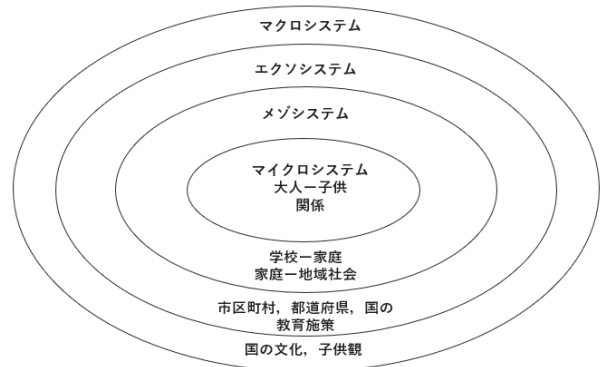 マクロシステム
エクソシステム
メゾシステム
マイクロシステム
大人ー子供
関係
学校ー家庭
家庭ー地域社会
市区町村，都道府県，国の
教育施策
国の文化，子供観